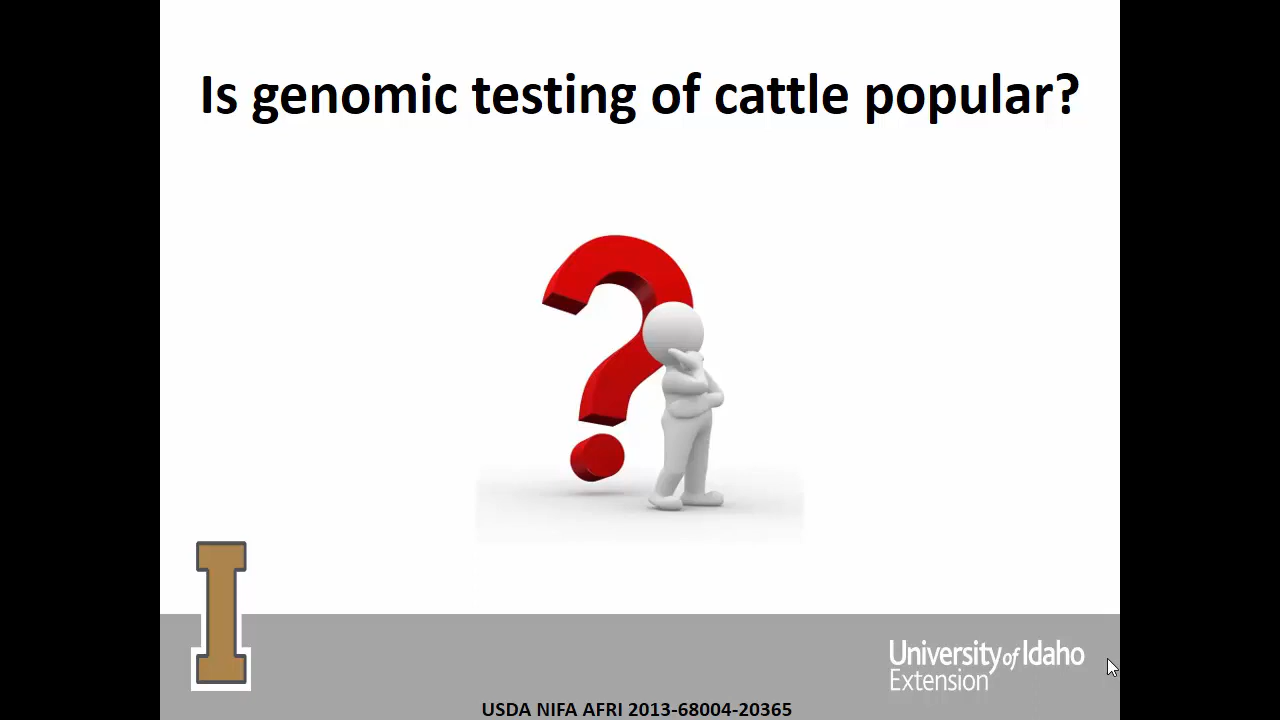 Is genomic testing of cattle popular?
I
University of Idaho
Extension
USDA NIFA AFRI 2013-68004-20365